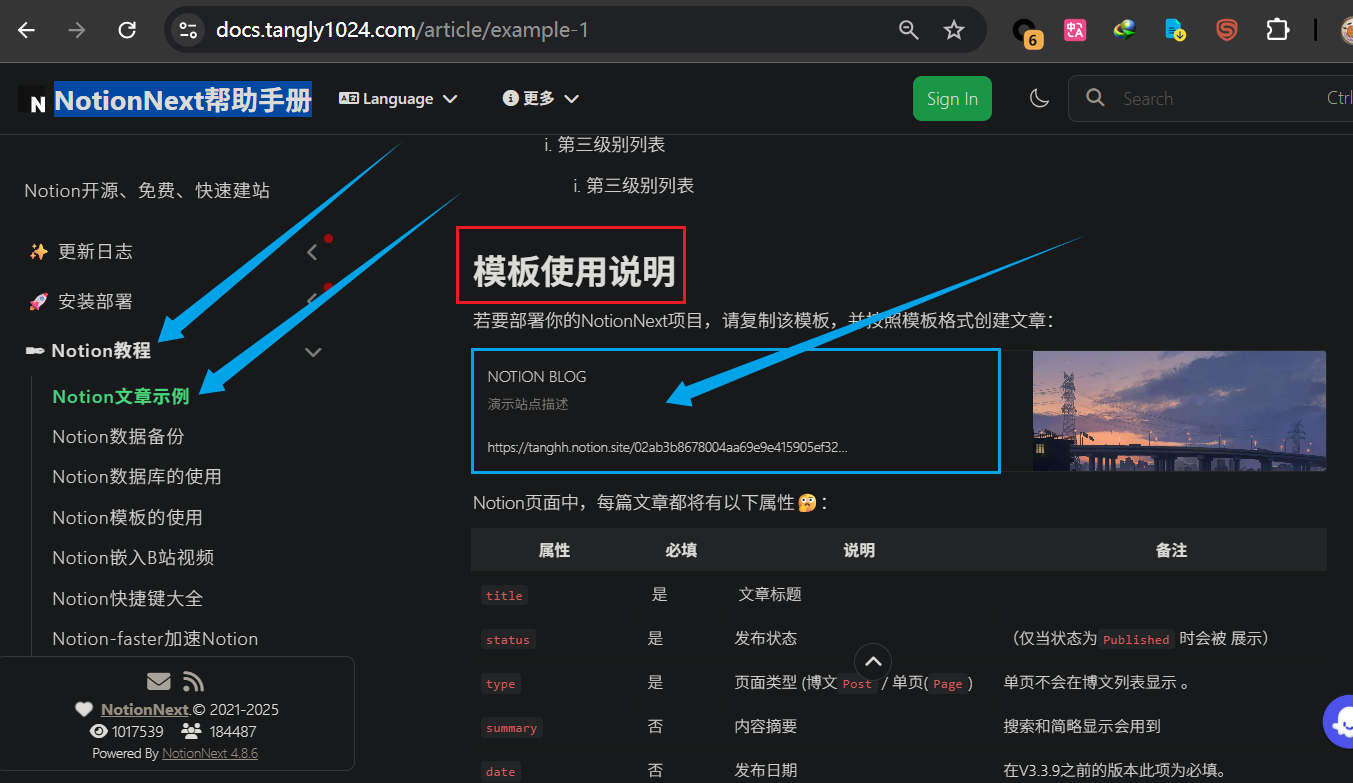 docs.tangly1024.com/article/example-1
6
NotionNext帮助手册
Language
更多
Sign In
Search
Ctrl
Notion开源、免费、快速建站
更新日志
安装部署
Notion教程
Notion文章示例
Notion数据备份
Notion数据库的使用
Notion模板的使用
Notion嵌入B站视频
Notion快捷键大全
Notion-faster加速Notion
NotionNext © 2021-2025
1017539 184487
Powered By NotionNext 4.8.6
i. 第三级别列表
i. 第三级别列表
模板使用说明
若要部署你的NotionNext项目，请复制该模板，并按照模板格式创建文章：
NOTION BLOG
演示站点描述
https://tanghh.notion.site/02ab3b8678004aa69e9e415905ef32...
Notion页面中，每篇文章都将有以下属性🤔：
属性 必填 说明 备注
title 是 文章标题
status 是 发布状态 （仅当状态为 Published 时会被 展示）
type 是 页面类型 (博文 Post / 单页( Page ) 单页不会在博文列表显示 。
summary 否 内容摘要 搜索和简略显示会用到
date 否 发布日期 在V3.3.9之前的版本此项为必填。